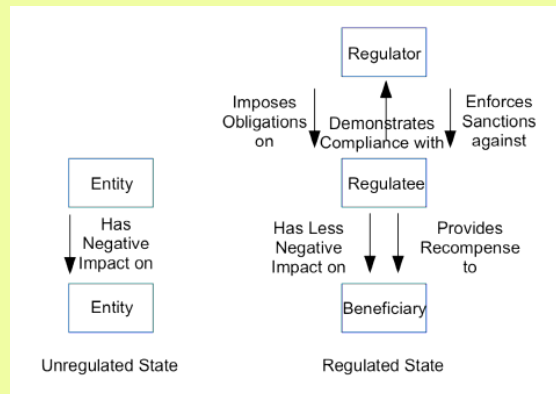 Regulator
Imposes
Obligations
on
Demonstrates
Compliance with
Enforces
Sanctions
against
Entity
Regulatee
Has
Negative
Impact on
Has Less
Negative
Impact on
Provides
Recompense
to
Entity
Beneficiary
Unregulated State
Regulated State